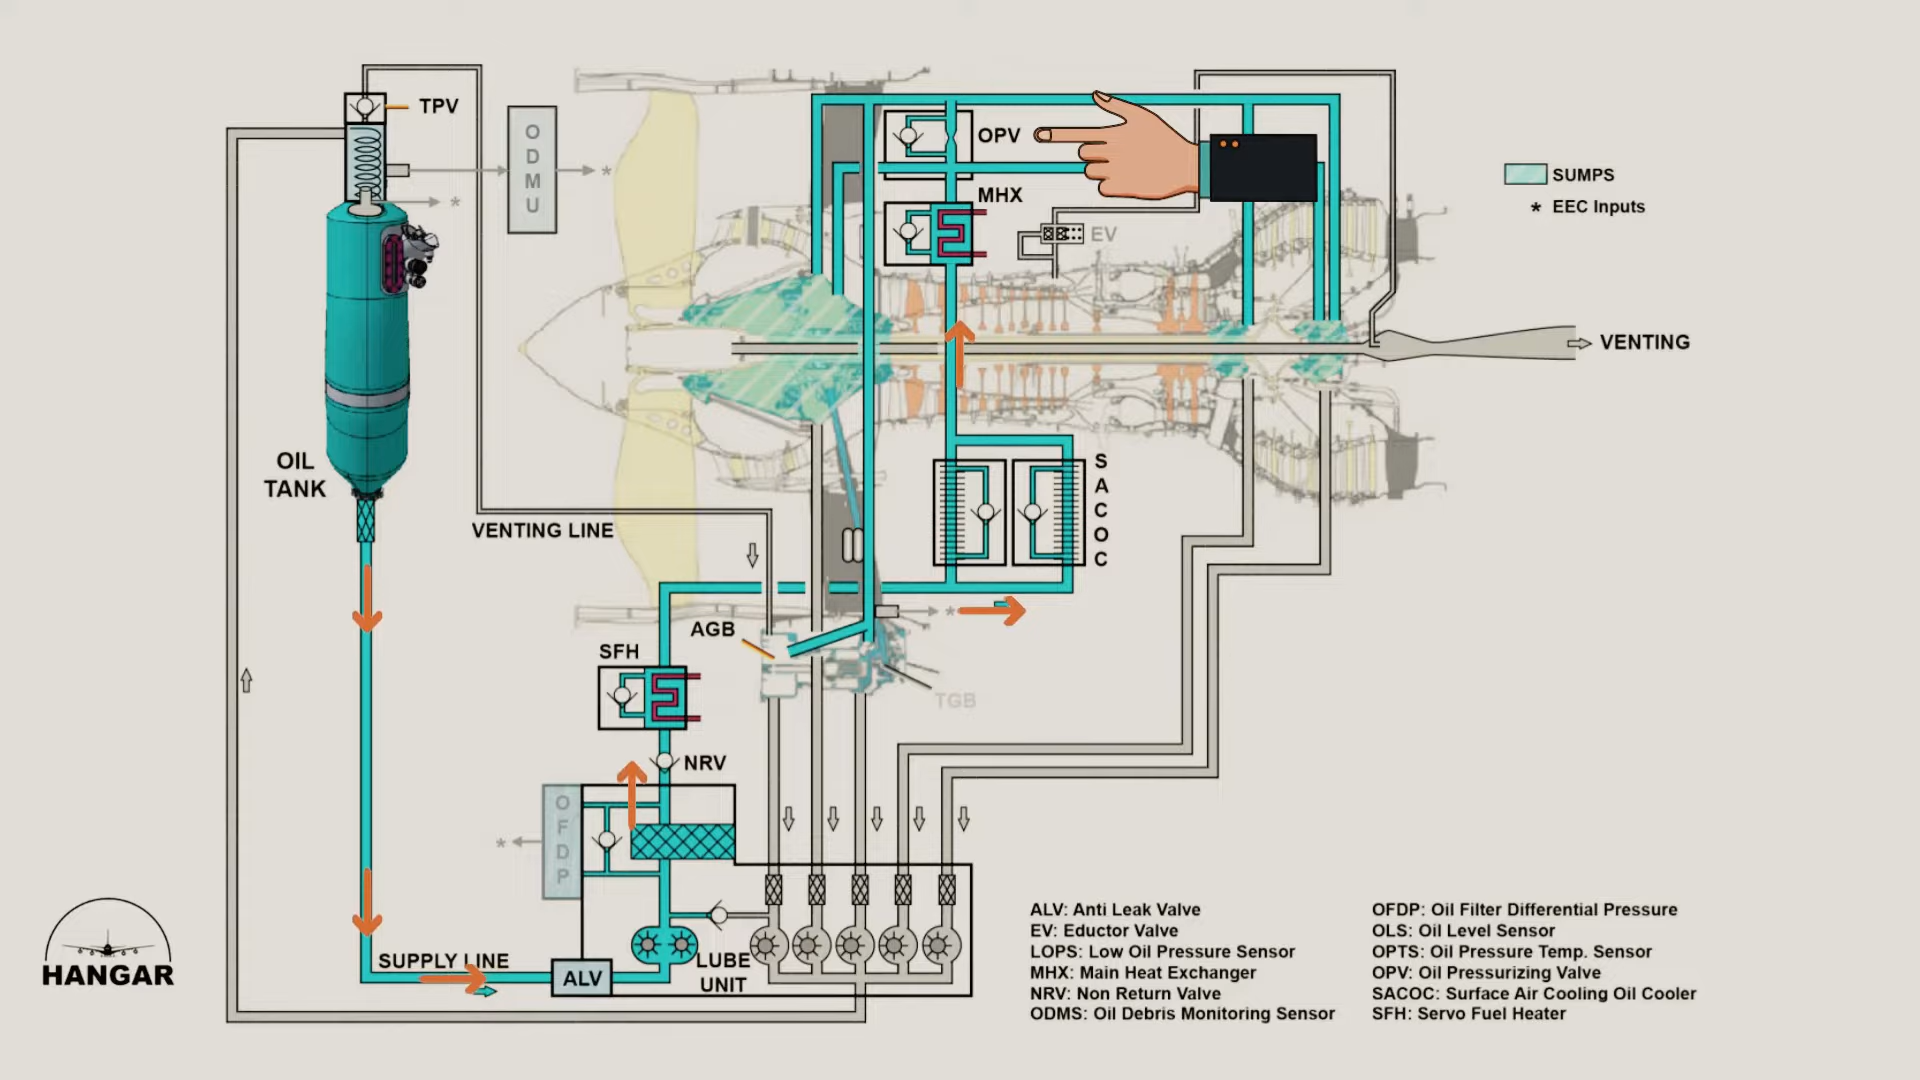 TPV
O
D
M
U
*
*
OPV
MHX
EV
SUMPS
* EEC Inputs
VENTING
OIL
TANK
VENTING LINE
S
A
C
O
C
*
AGB
SFH
TGB
NRV
O
F
D
P
*
SUPPLY LINE
ALV
LUBE
UNIT
HANGAR
ALV: Anti Leak Valve
EV: Eductor Valve
LOPS: Low Oil Pressure Sensor
MHX: Main Heat Exchanger
NRV: Non Return Valve
ODMS: Oil Debris Monitoring Sensor
OFDP: Oil Filter Differential Pressure
OLS: Oil Level Sensor
OPTS: Oil Pressure Temp. Sensor
OPV: Oil Pressurizing Valve
SACOC: Surface Air Cooling Oil Cooler
SFH: Servo Fuel Heater